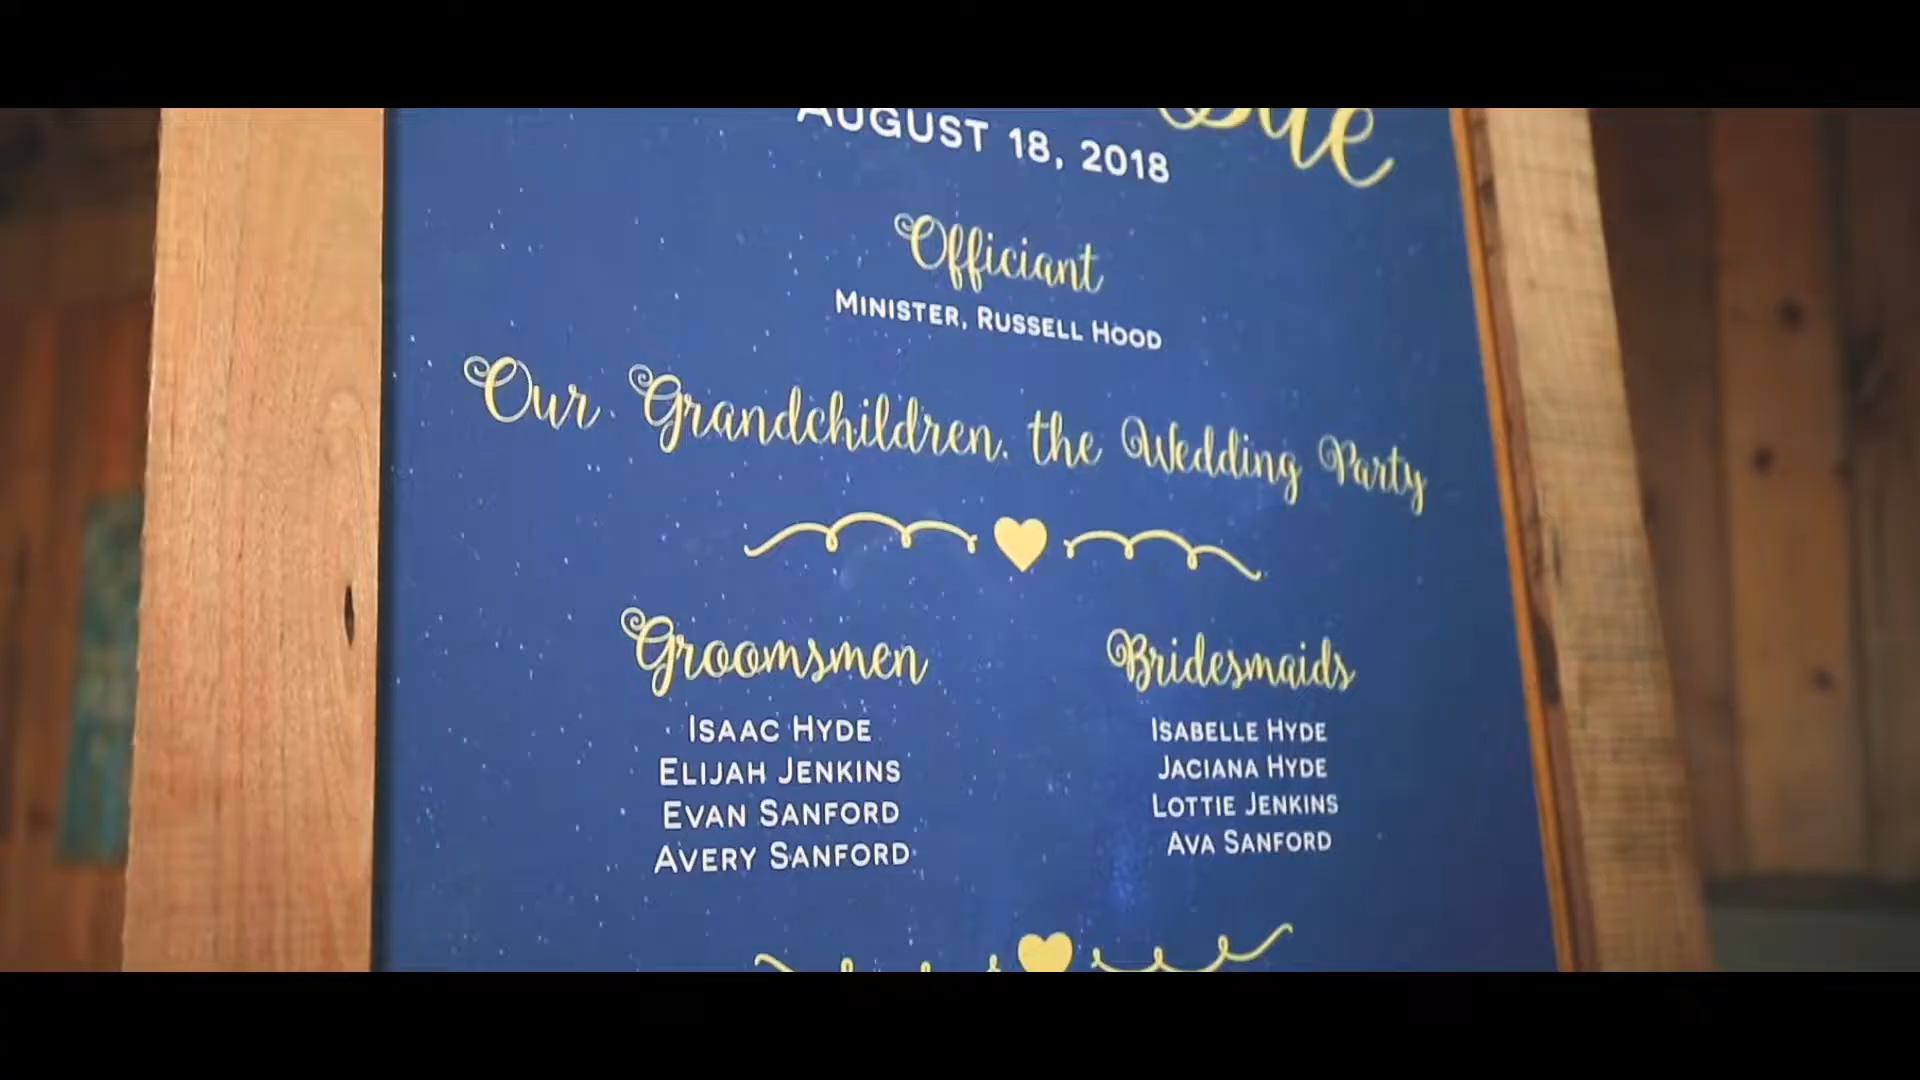 AUGUST 18, 2018
Officiant
MINISTER, RUSSELL HOOD
Our Grandchildren, the Wedding Party
Groomsmen
ISAAC HYDE
ELIJAH JENKINS
EVAN SANFORD
AVERY SANFORD
Bridesmaids
ISABELLE HYDE
JACIANA HYDE
LOTTIE JENKINS
AVA SANFORD